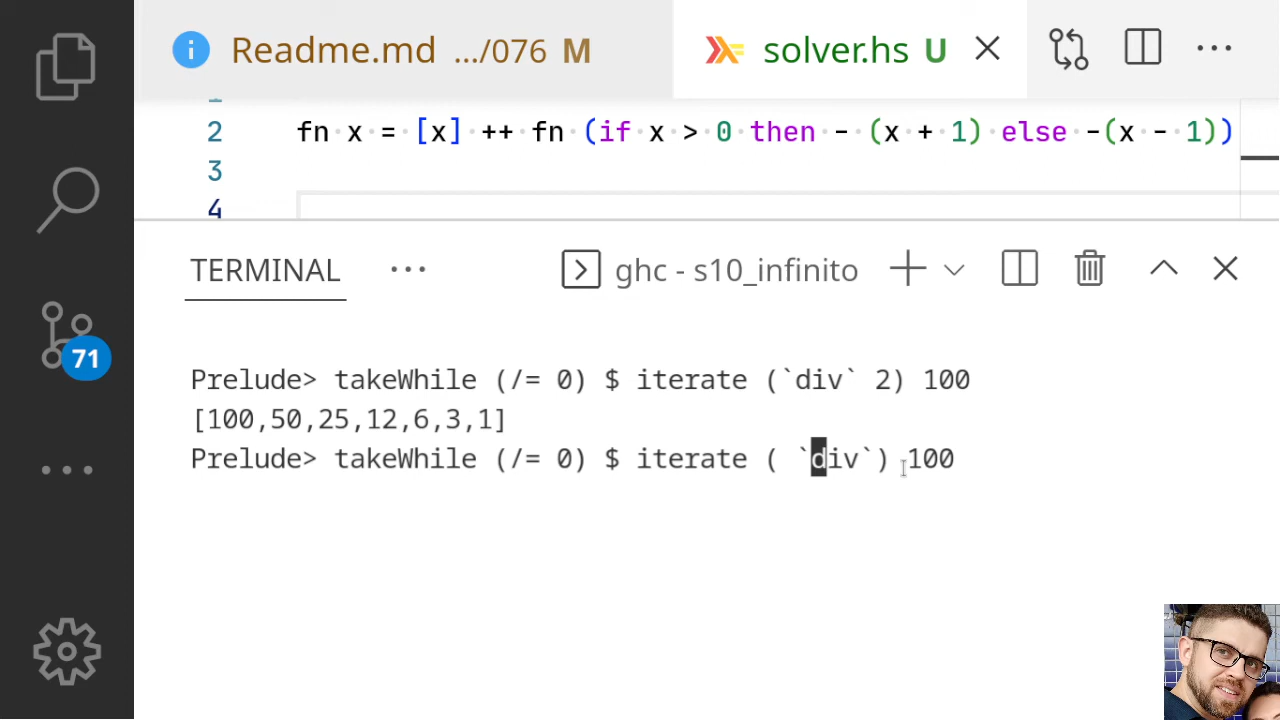 Readme.md .../076 M
solver.hs U
2 fn x = [x] ++ fn (if x > 0 then - (x + 1) else -(x - 1))
3
4
TERMINAL
ghc - s10_infinito
71
Prelude> takeWhile (/= 0) $ iterate (`div` 2) 100
[100,50,25,12,6,3,1]
Prelude> takeWhile (/= 0) $ iterate ( `div`) 100